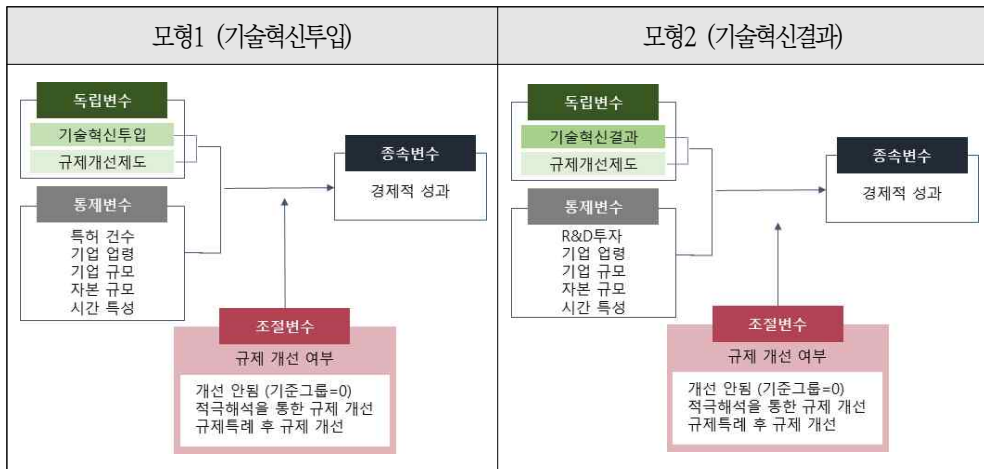 모형1 (기술혁신투입)
독립변수
기술혁신투입
규제개선제도
통제변수
특허 건수
기업 업령
기업 규모
자본 규모
시간 특성
종속변수
경제적 성과
조절변수
규제 개선 여부
개선 안됨 (기준그룹=0)
적극해석을 통한 규제 개선
규제특례 후 규제 개선
모형2 (기술혁신결과)
독립변수
기술혁신결과
규제개선제도
통제변수
R&D투자
기업 업령
기업 규모
자본 규모
시간 특성
종속변수
경제적 성과
조절변수
규제 개선 여부
개선 안됨 (기준그룹=0)
적극해석을 통한 규제 개선
규제특례 후 규제 개선